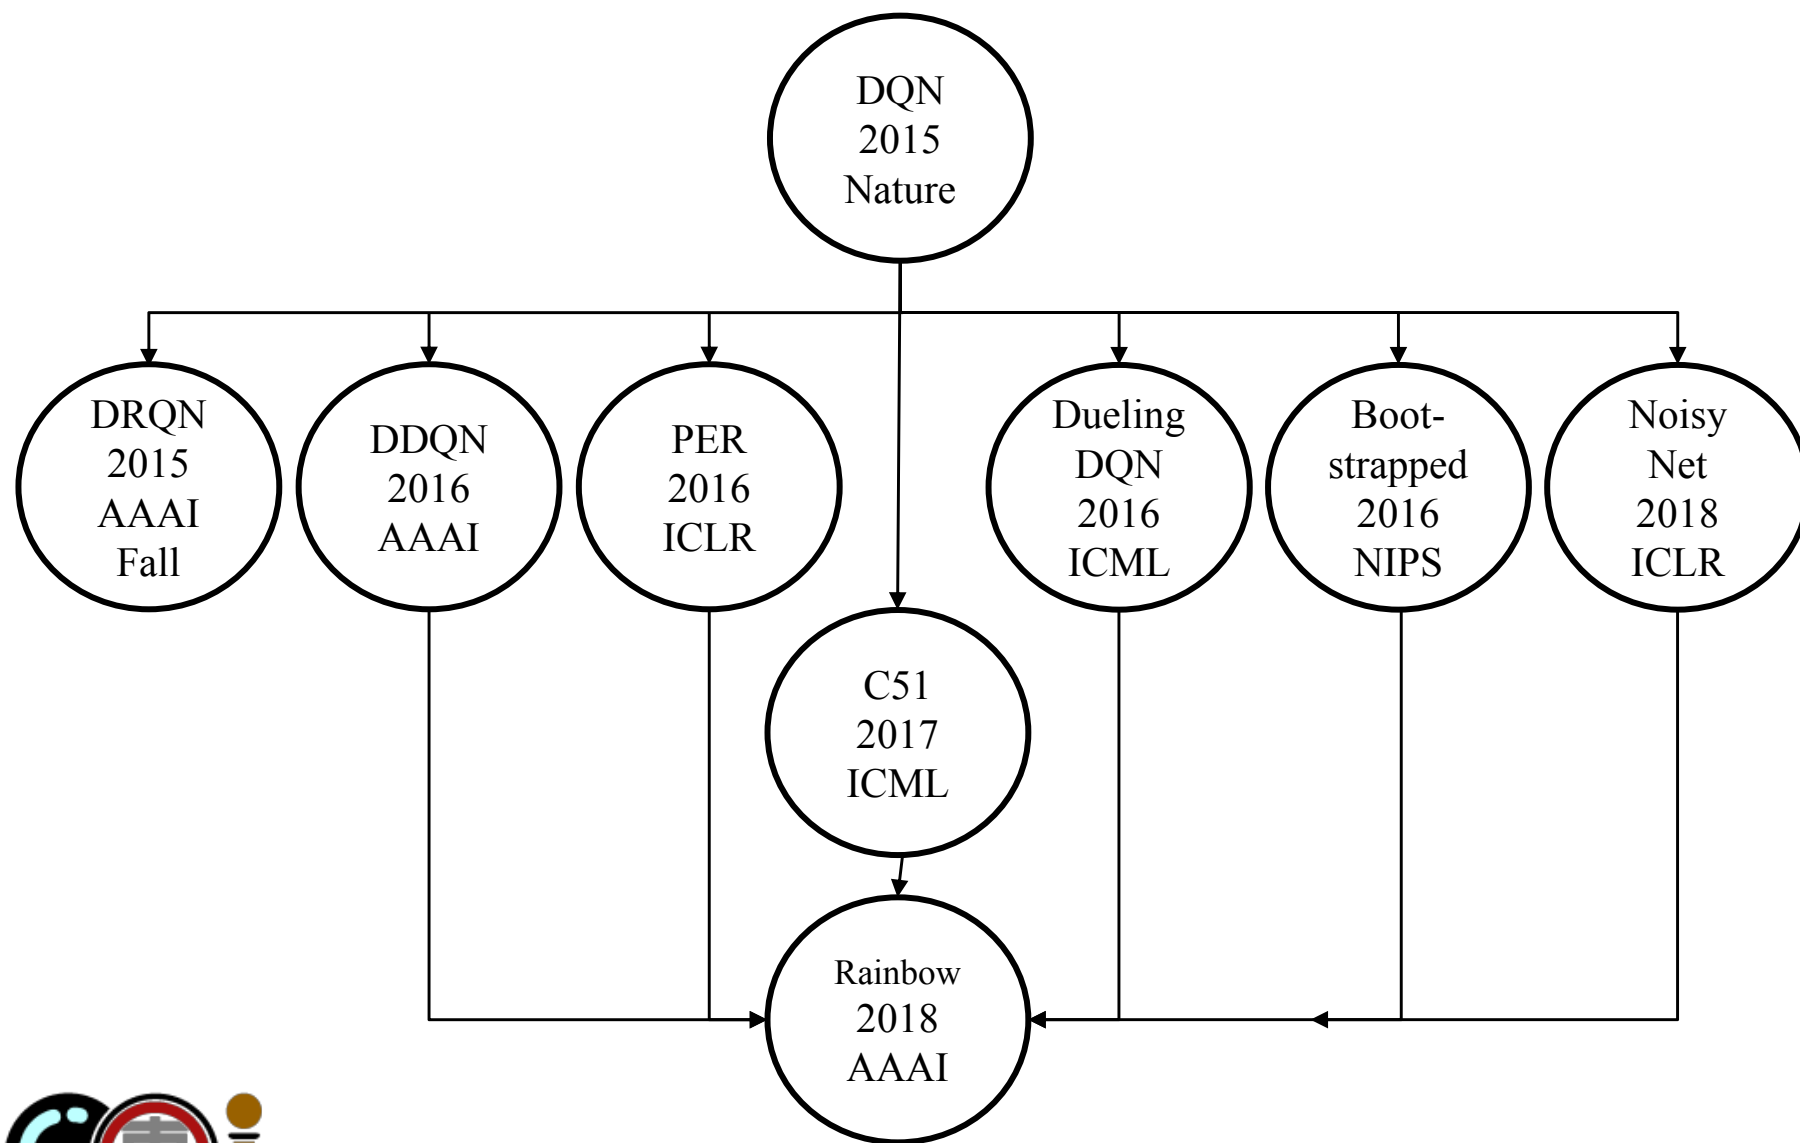 DQN
2015
Nature
DRQN
2015
AAAI
Fall
DDQN
2016
AAAI
PER
2016
ICLR
Dueling
DQN
2016
ICML
Boot-
strapped
2016
NIPS
Noisy
Net
2018
ICLR
C51
2017
ICML
Rainbow
2018
AAAI